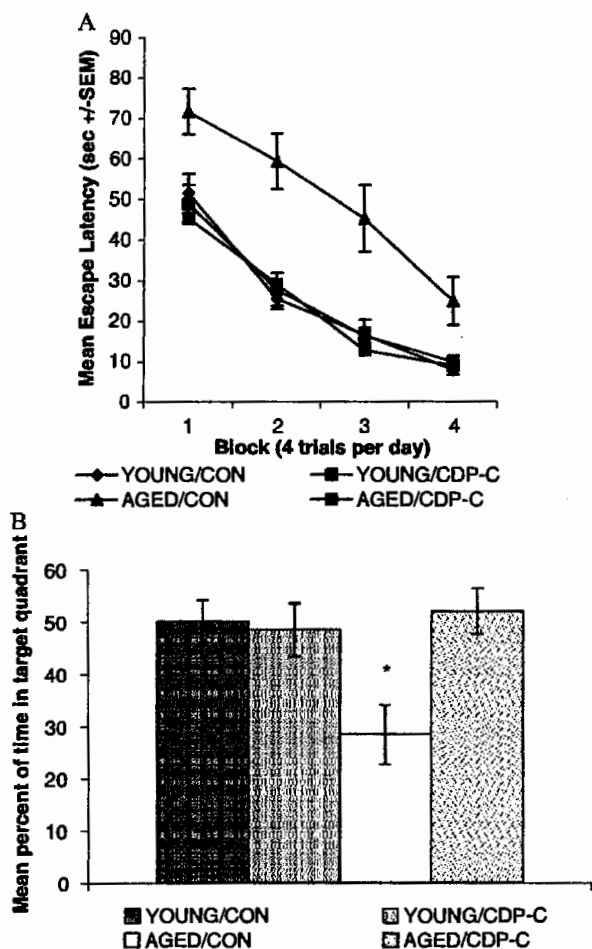 A
Mean Escape Latency (sec +/-SEM)
90
80
70
60
50
40
30
20
10
0
1 2 3 4
Block (4 trials per day)
YOUNG/CON YOUNG/CDP-C
AGED/CON AGED/CDP-C
B
Mean percent of time in target quadrant
60
50
40
30
20
10
0
*
YOUNG/CON YOUNG/CDP-C
AGED/CON AGED/CDP-C